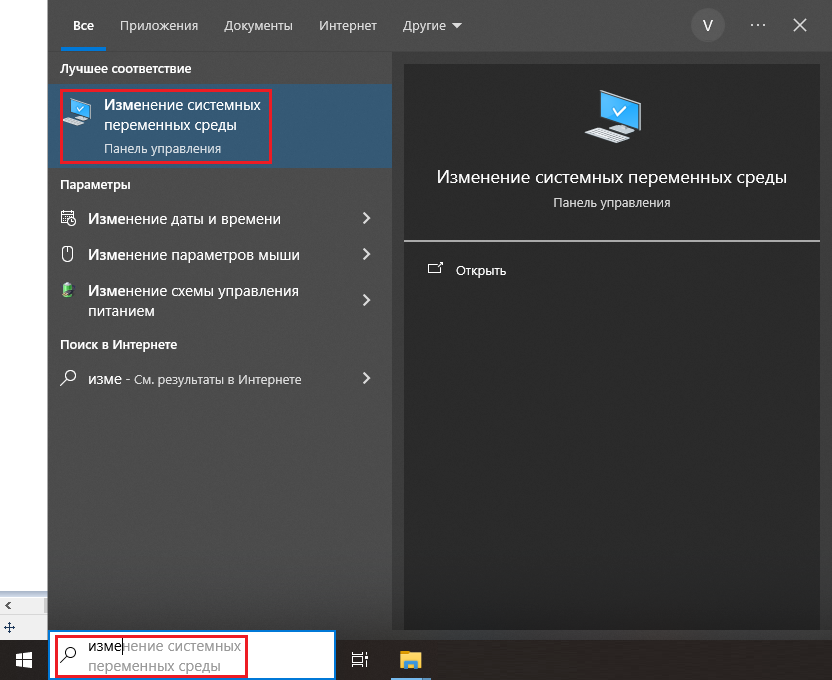 Все Приложения Документы Интернет Другие V ...
Лучшее соответствие
Изменение системных
переменных среды
Панель управления
Параметры
Изменение даты и времени
Изменение параметров мыши
Изменение схемы управления
питанием
Поиск в Интернете
изме - См. результаты в Интернете
Изменение системных переменных среды
Панель управления
Открыть
изменение системных
переменных среды